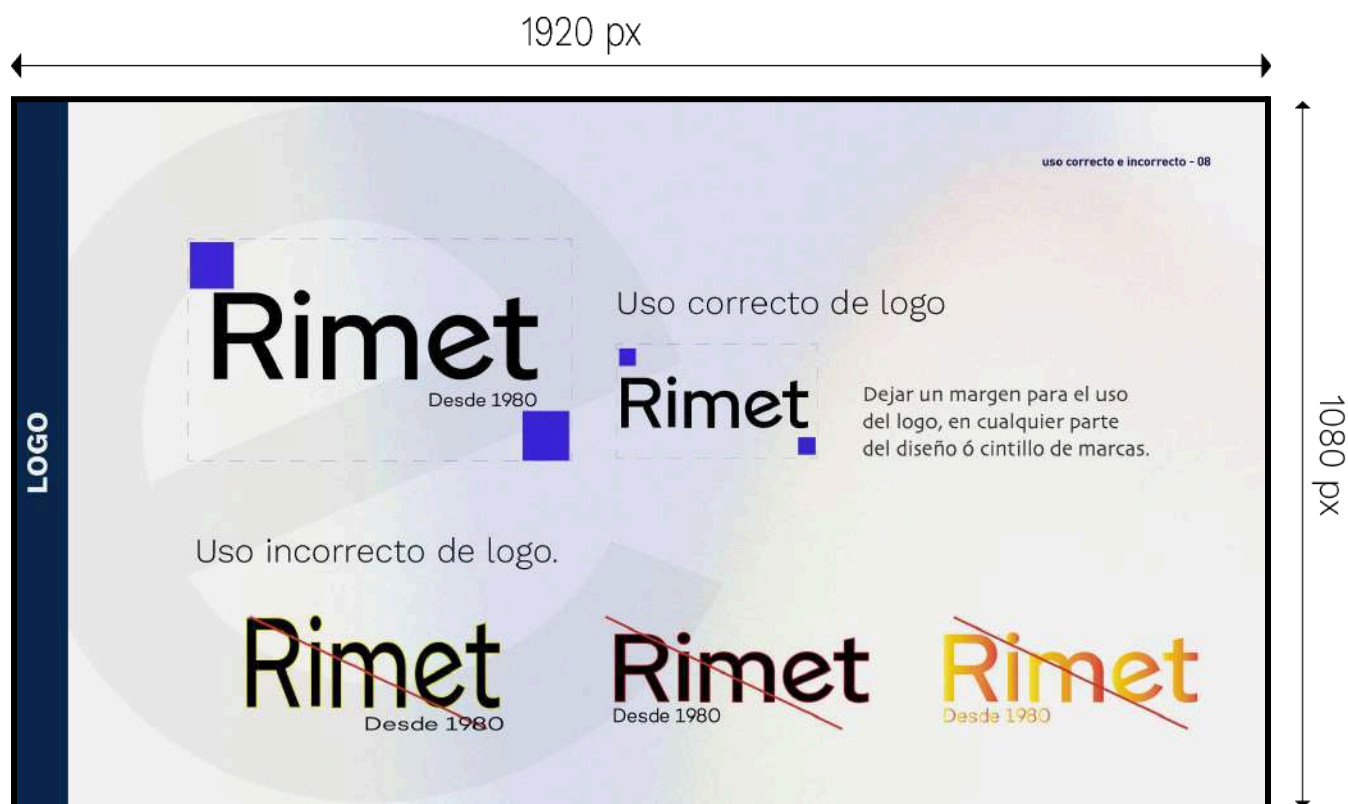 1920 px
uso correcto e incorrecto - 08
Rimet
Desde 1980
Uso correcto de logo
Rimet
Dejar un margen para el uso
del logo, en cualquier parte
del diseño ó cintillo de marcas.
LOGO
1080 px
Uso incorrecto de logo.
Rimet
Desde 1980
Rimet
Desde 1980
Rimet
Desde 1980